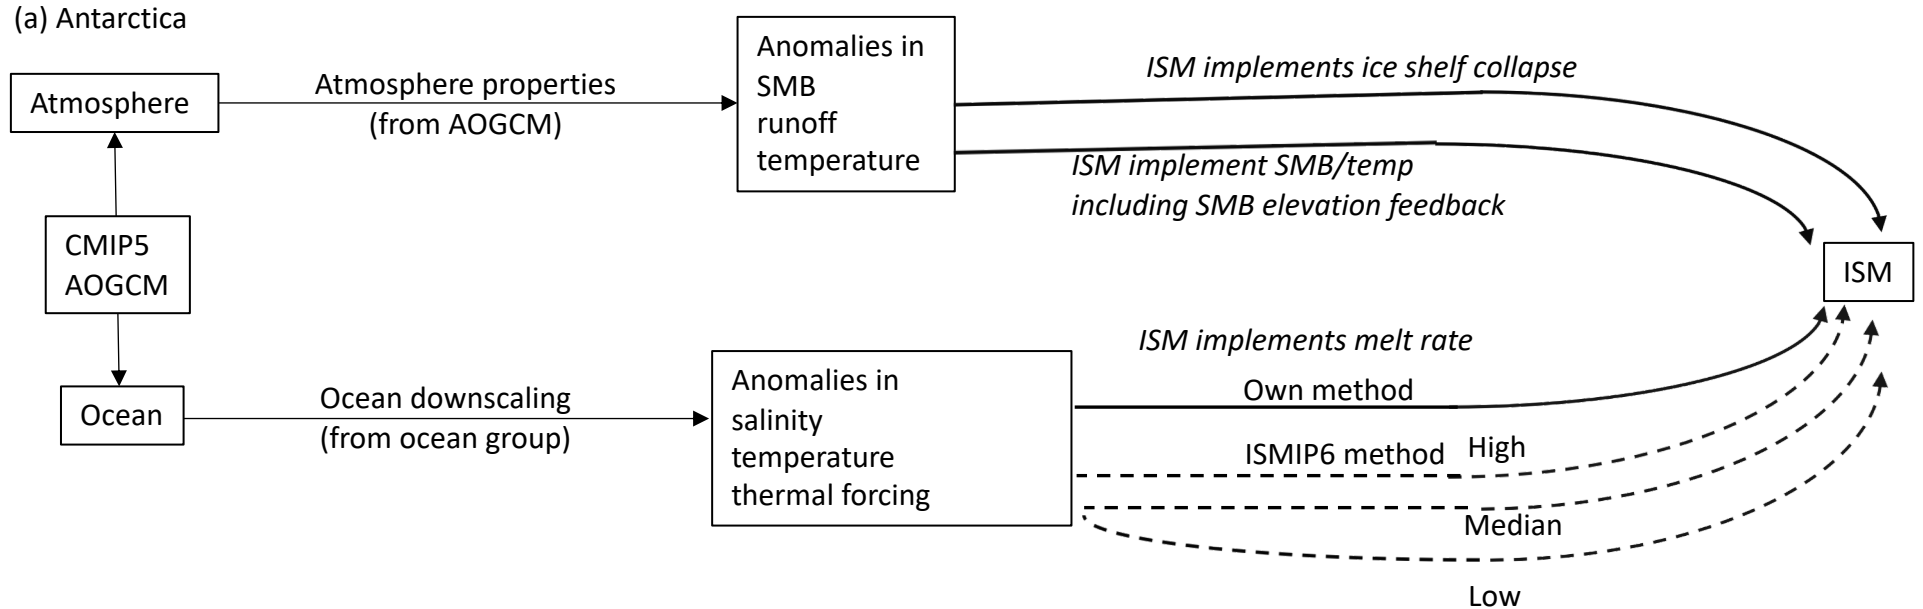 (a) Antarctica
Atmosphere
Atmosphere properties
(from AOGCM)
Anomalies in
SMB
runoff
temperature
ISM implements ice shelf collapse
ISM implement SMB/temp
including SMB elevation feedback
CMIP5
AOGCM
ISM
Ocean
Ocean downscaling
(from ocean group)
Anomalies in
salinity
temperature
thermal forcing
ISM implements melt rate
Own method
ISMIP6 method
High
Median
Low